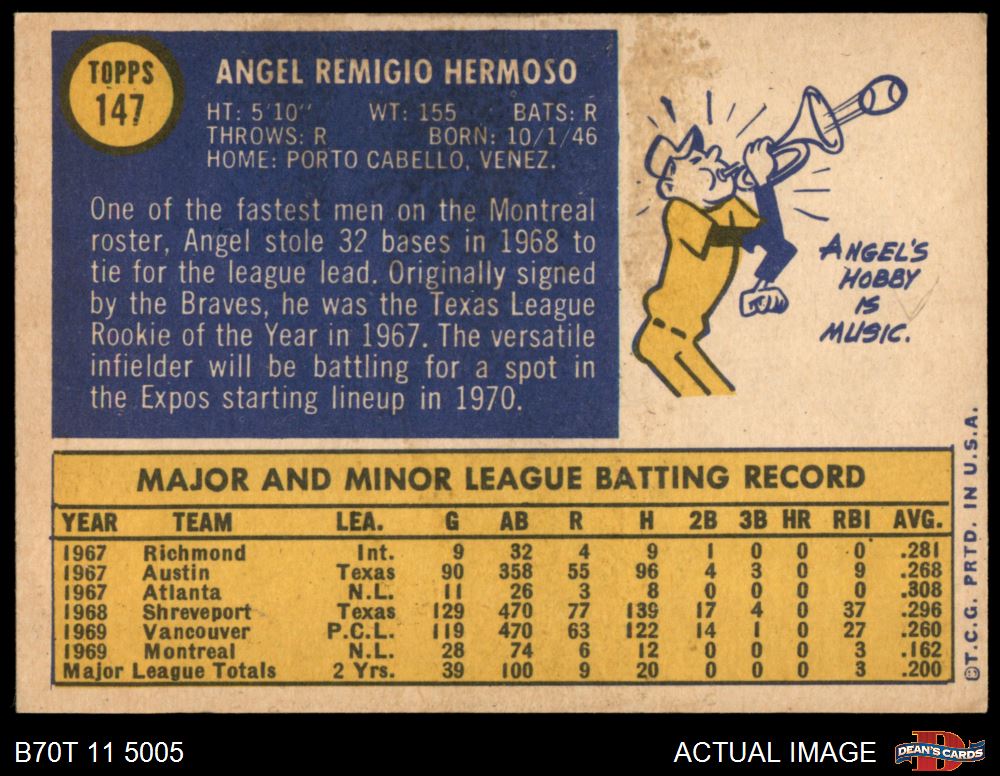 TOPPS
147
ANGEL REMIGIO HERMOSO
HT: 5'10" WT: 155 BATS: R
THROWS: R BORN: 10/1/46
HOME: PORTO CABELLO, VENEZ.
One of the fastest men on the Montreal
roster, Angel stole 32 bases in 1968 to
tie for the league lead. Originally signed
by the Braves, he was the Texas League
Rookie of the Year in 1967. The versatile
infielder will be battling for a spot in
the Expos starting lineup in 1970.
ANGEL'S
HOBBY
IS
MUSIC.
MAJOR AND MINOR LEAGUE BATTING RECORD
YEAR TEAM LEA. G AB R H 2B 3B HR RBI AVG.
1967 Richmond Int. 9 32 4 9 1 0 0 0 .281
1967 Austin Texas 90 358 55 96 4 3 0 9 .268
1967 Atlanta N.L. 11 26 3 8 0 0 0 0 .308
1968 Shreveport Texas 129 470 77 139 17 4 0 37 .296
1969 Vancouver P.C.L. 119 470 63 122 14 1 0 27 .260
1969 Montreal N.L. 28 74 6 12 0 0 0 3 .162
Major League Totals 2 Yrs. 39 100 9 20 0 0 0 3 .200
©T.C.G. PRTD. IN U.S.A.
B70T 11 5005
ACTUAL IMAGE
DEAN'S CARDS